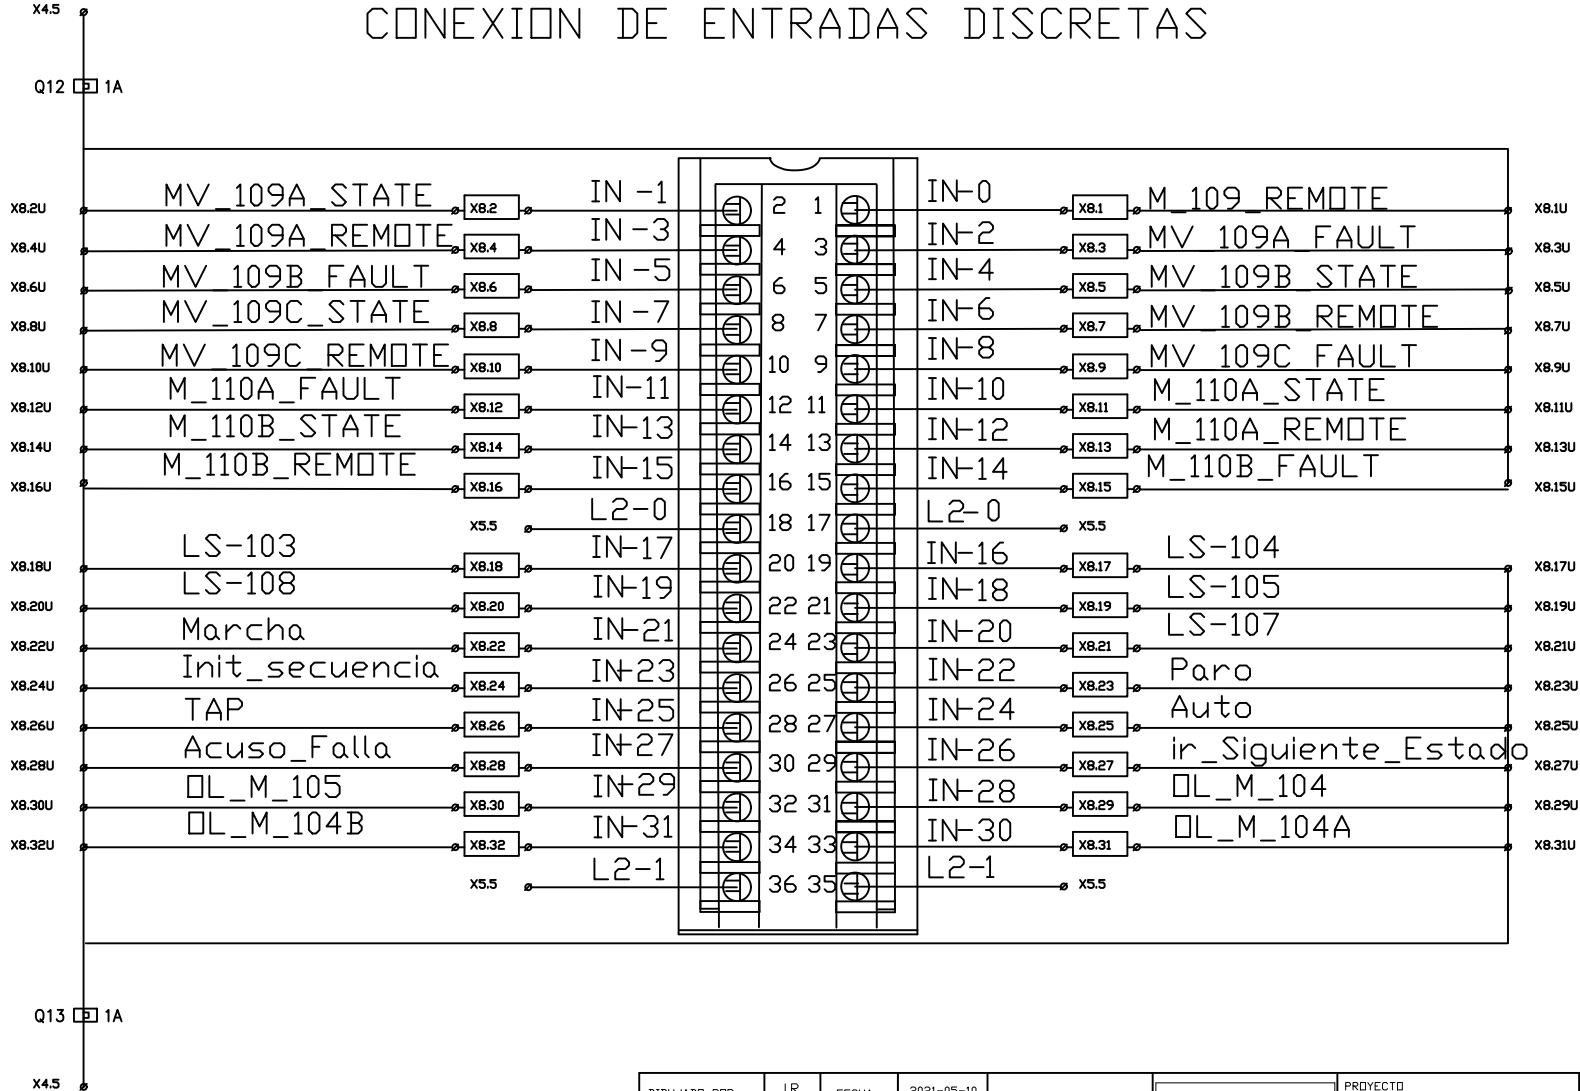 X4.5
CONEXION DE ENTRADAS DISCRETAS
Q12 1A
X8.2U MV_109A_STATE X8.2 IN -1 2 1 IN-0 X8.1 M_109_REMOTE X8.1U
X8.4U MV_109A_REMOTE X8.4 IN -3 4 3 IN-2 X8.3 MV_109A_FAULT X8.3U
X8.6U MV_109B_FAULT X8.6 IN -5 6 5 IN-4 X8.5 MV_109B_STATE X8.5U
X8.8U MV_109C_STATE X8.8 IN -7 8 7 IN-6 X8.7 MV_109B_REMOTE X8.7U
X8.10U MV_109C_REMOTE X8.10 IN -9 10 9 IN-8 X8.9 MV_109C_FAULT X8.9U
X8.12U M_110A_FAULT X8.12 IN-11 12 11 IN-10 X8.11 M_110A_STATE X8.11U
X8.14U M_110B_STATE X8.14 IN-13 14 13 IN-12 X8.13 M_110A_REMOTE X8.13U
X8.16U M_110B_REMOTE X8.16 IN-15 16 15 IN-14 X8.15 M_110B_FAULT X8.15U
X5.5 L2-0 18 17 L2-0 X5.5
X8.18U LS-103 X8.18 IN-17 20 19 IN-16 X8.17 LS-104 X8.17U
X8.20U LS-108 X8.20 IN-19 22 21 IN-18 X8.19 LS-105 X8.19U
X8.22U Marcha X8.22 IN-21 24 23 IN-20 X8.21 LS-107 X8.21U
X8.24U Init_secuencia X8.24 IN-23 26 25 IN-22 X8.23 Paro X8.23U
X8.26U TAP X8.26 IN-25 28 27 IN-24 X8.25 Auto X8.25U
X8.28U Acuso_Falla X8.28 IN-27 30 29 IN-26 X8.27 ir_Siguiente_Estado X8.27U
X8.30U OL_M_105 X8.30 IN-29 32 31 IN-28 X8.29 OL_M_104 X8.29U
X8.32U OL_M_104B X8.32 IN-31 34 33 IN-30 X8.31 OL_M_104A X8.31U
X5.5 L2-1 36 35 L2-1 X5.5
Q13 1A
X4.5
DIBUJADO POR LR FECHA 2021-05-10 PROYECTO